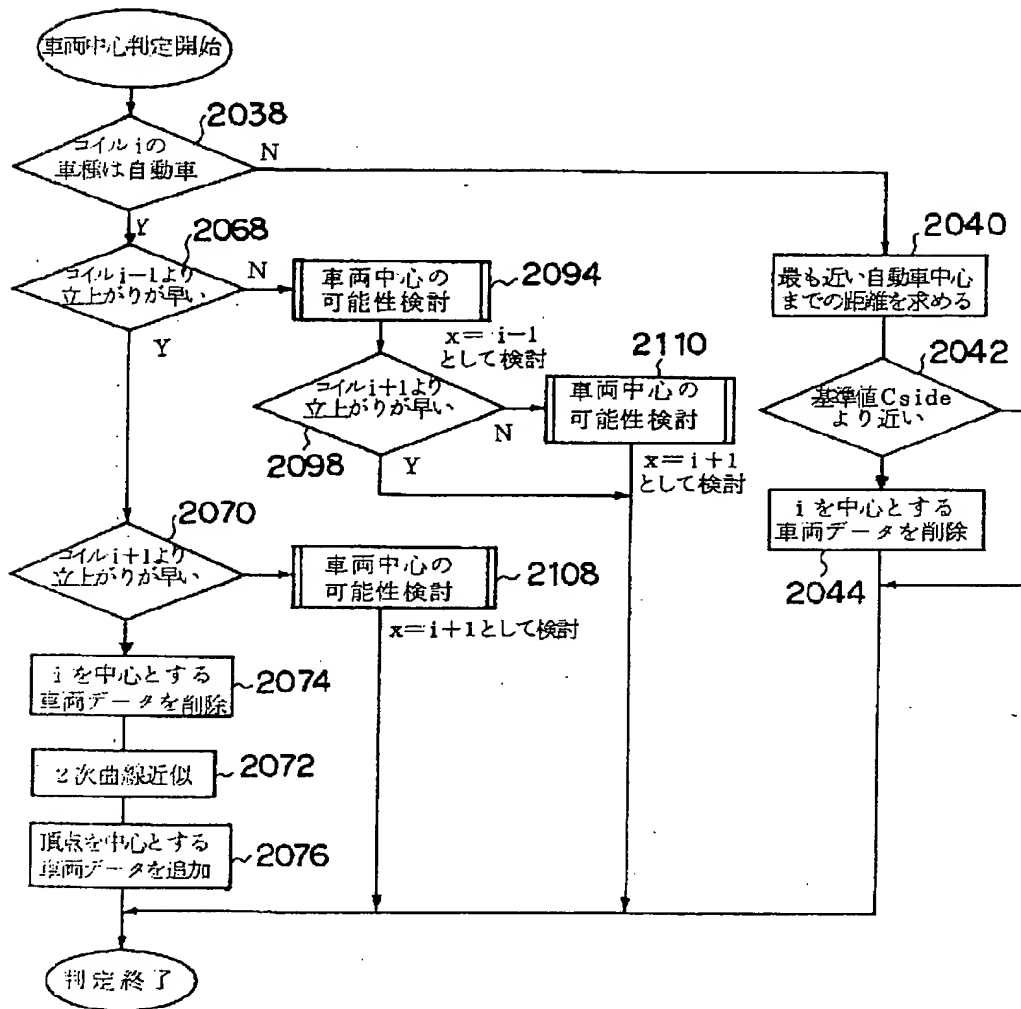 車両中心判定開始
2038
コイルiの
車種は自動車
N
Y
2068
コイルi-1より
立上がりが早い
N
Y
2094
車両中心の
可能性検討
x=i-1
として検討
コイルi+1より
立上がりが早い
2098
N
Y
2110
車両中心の
可能性検討
x=i+1
として検討
2040
最も近い自動車中心
までの距離を求める
2042
基準値Cside
より近い
iを中心とする
車両データを削除
2044
2070
コイルi+1より
立上がりが早い
車両中心の
可能性検討
2108
x=i+1として検討
iを中心とする
車両データを削除
2074
2次曲線近似
2072
頂点を中心とする
車両データを追加
2076
判定終了